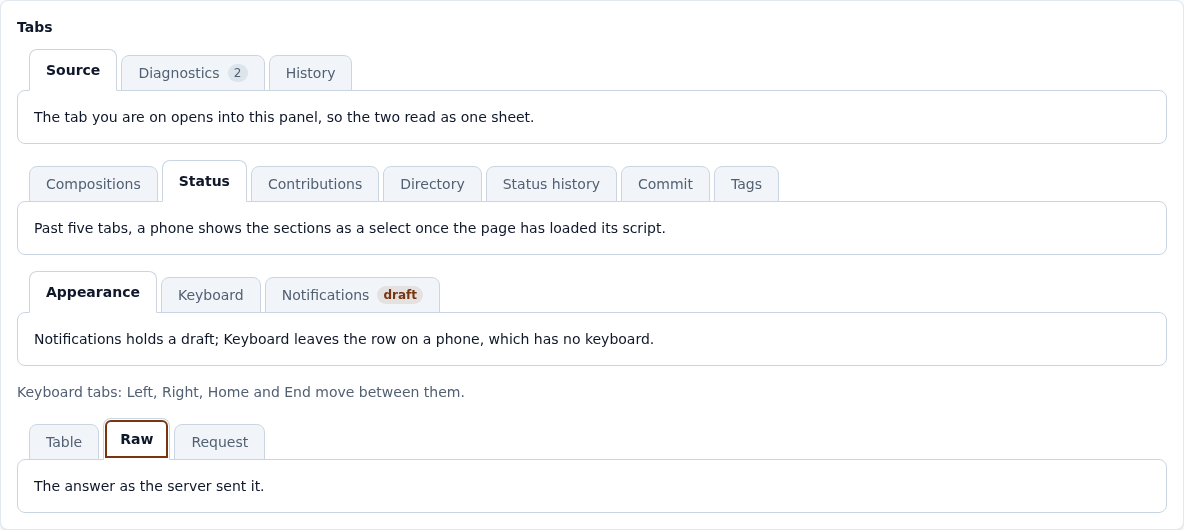 Tabs
Source Diagnostics 2 History
The tab you are on opens into this panel, so the two read as one sheet.
Compositions Status Contributions Directory Status history Commit Tags
Past five tabs, a phone shows the sections as a select once the page has loaded its script.
Appearance Keyboard Notifications draft
Notifications holds a draft; Keyboard leaves the row on a phone, which has no keyboard.
Keyboard tabs: Left, Right, Home and End move between them.
Table Raw Request
The answer as the server sent it.